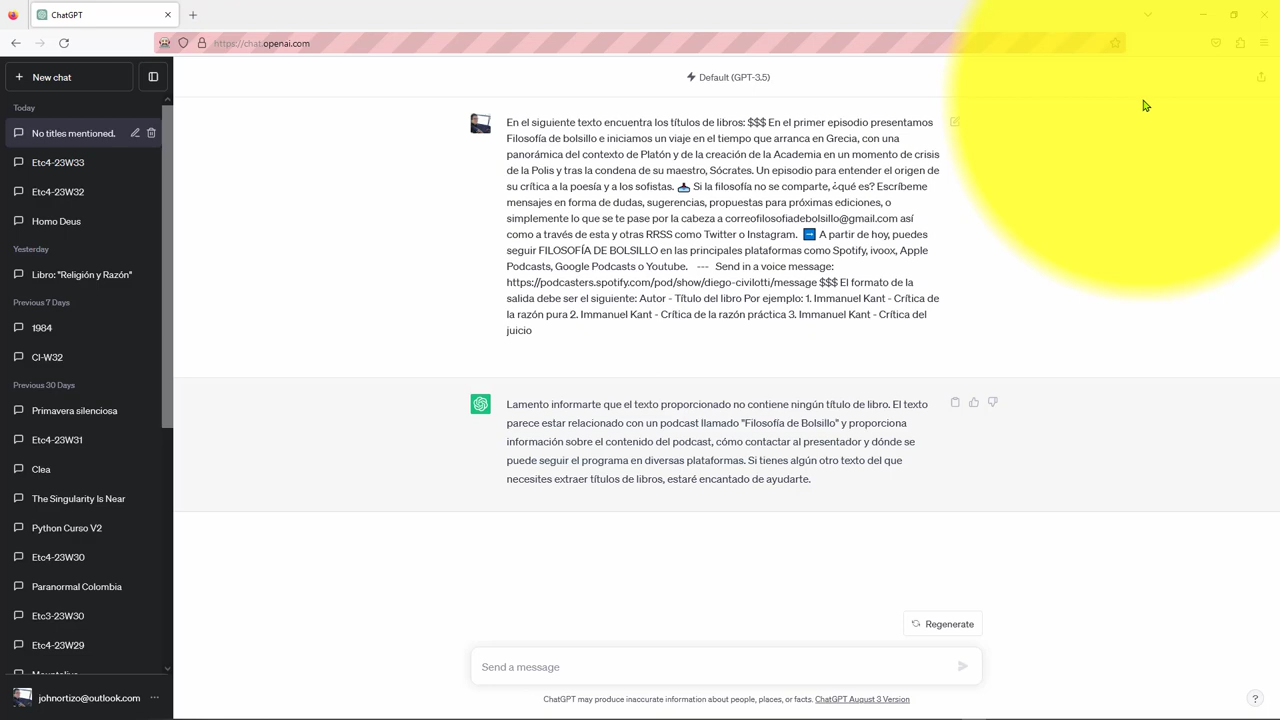 ChatGPT
https://chat.openai.com
New chat
Today
No titles mentioned.
Etc4-23W33
Etc4-23W32
Homo Deus
Yesterday
Libro: "Religión y Razón"
Previous 7 Days
1984
CI-W32
Previous 30 Days
Primavera silenciosa
Etc4-23W31
Clea
The Singularity Is Near
Python Curso V2
Etc4-23W30
Paranormal Colombia
Etc3-23W30
Etc4-23W29
johnortizo@outlook.com
Default (GPT-3.5)
En el siguiente texto encuentra los títulos de libros: $$$ En el primer episodio presentamos
Filosofía de bolsillo e iniciamos un viaje en el tiempo que arranca en Grecia, con una
panorámica del contexto de Platón y de la creación de la Academia en un momento de crisis
de la Polis y tras la condena de su maestro, Sócrates. Un episodio para entender el origen de
su crítica a la poesía y a los sofistas. 📥 Si la filosofía no se comparte, ¿qué es? Escríbeme
mensajes en forma de dudas, sugerencias, propuestas para próximas ediciones, o
simplemente lo que se te pase por la cabeza a correofilosofiadebolsillo@gmail.com así
como a través de esta y otras RRSS como Twitter o Instagram. ➡️ A partir de hoy, puedes
seguir FILOSOFÍA DE BOLSILLO en las principales plataformas como Spotify, ivoox, Apple
Podcasts, Google Podcasts o Youtube. --- Send in a voice message:
https://podcasters.spotify.com/pod/show/diego-civilotti/message $$$ El formato de la
salida debe ser el siguiente: Autor - Título del libro Por ejemplo: 1. Immanuel Kant - Crítica de
la razón pura 2. Immanuel Kant - Crítica de la razón práctica 3. Immanuel Kant - Crítica del
juicio
Lamento informarte que el texto proporcionado no contiene ningún título de libro. El texto
parece estar relacionado con un podcast llamado "Filosofía de Bolsillo" y proporciona
información sobre el contenido del podcast, cómo contactar al presentador y dónde se
puede seguir el programa en diversas plataformas. Si tienes algún otro texto del que
necesites extraer títulos de libros, estaré encantado de ayudarte.
Regenerate
Send a message
ChatGPT may produce inaccurate information about people, places, or facts. ChatGPT August 3 Version
?